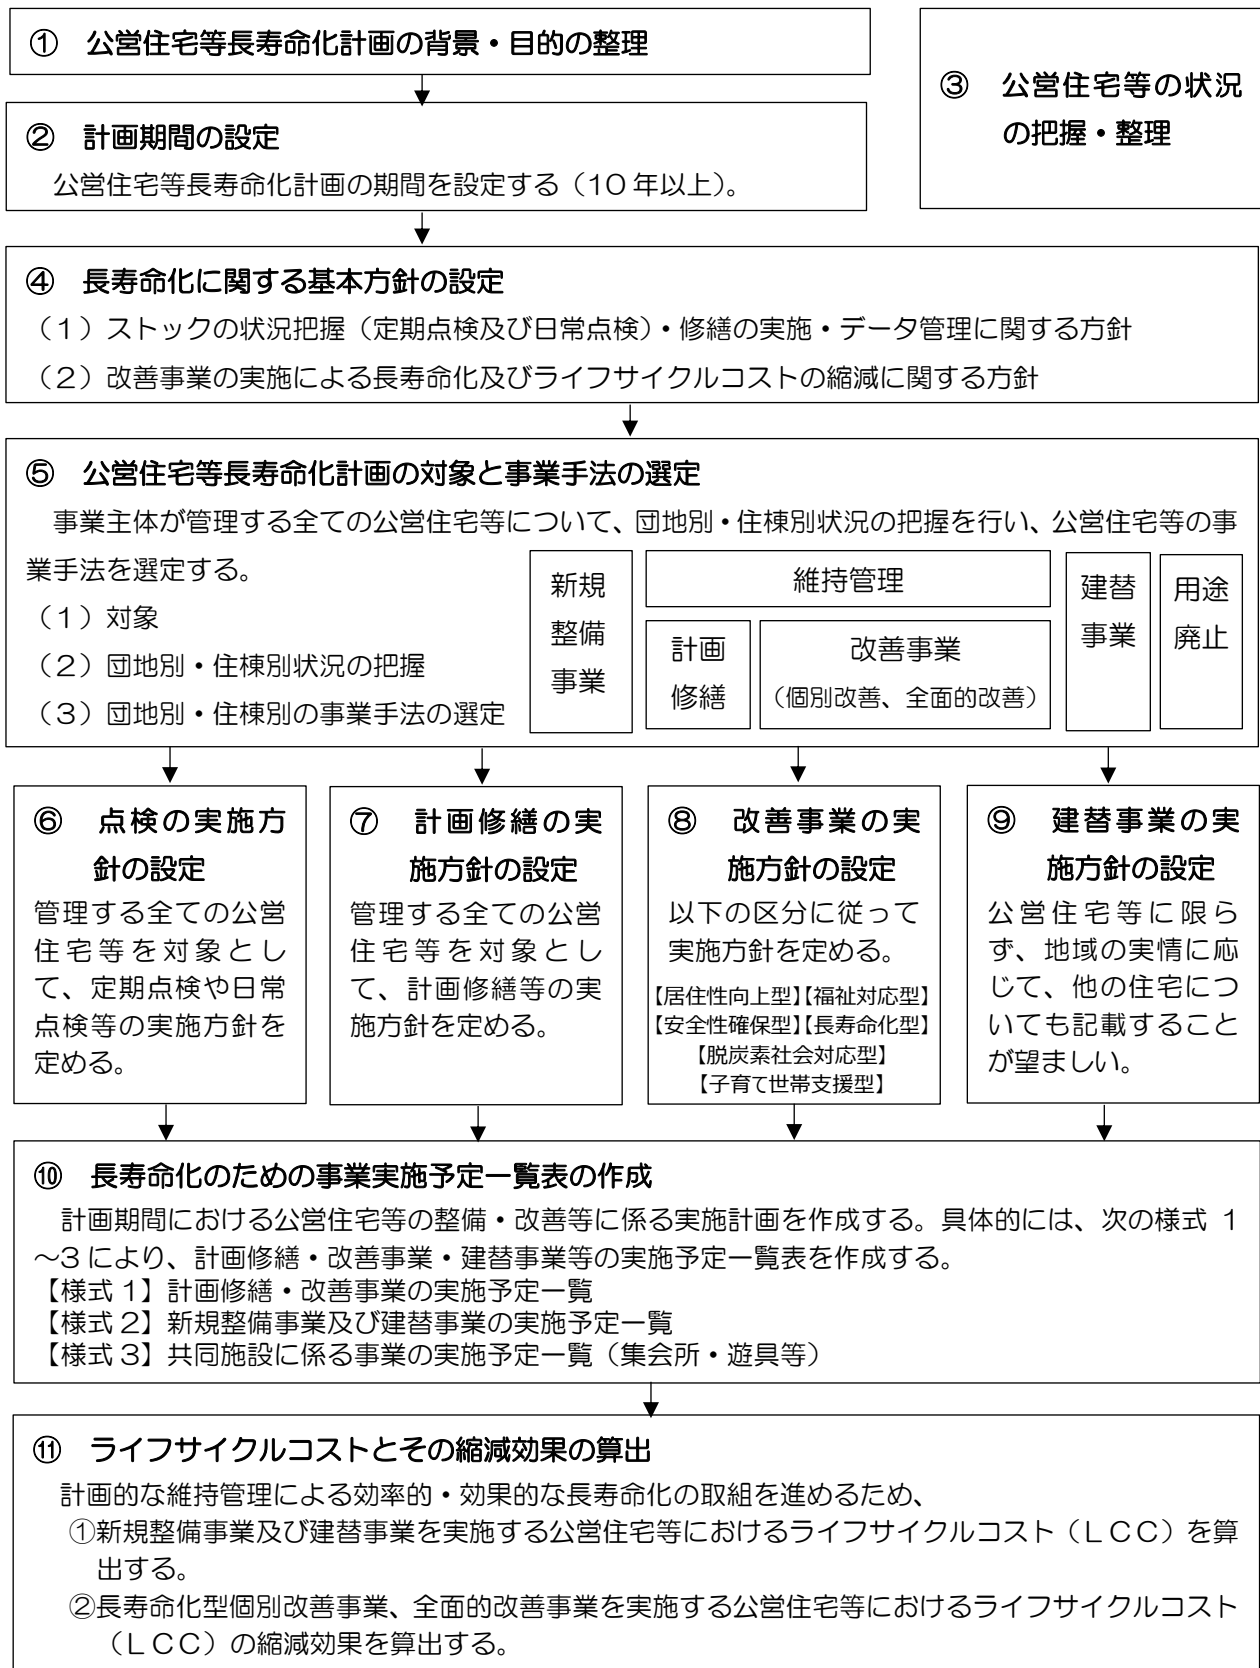 ① 公営住宅等長寿命化計画の背景・目的の整理
② 計画期間の設定
公営住宅等長寿命化計画の期間を設定する（10年以上）。
③ 公営住宅等の状況
の把握・整理
④ 長寿命化に関する基本方針の設定
（１）ストックの状況把握（定期点検及び日常点検）・修繕の実施・データ管理に関する方針
（２）改善事業の実施による長寿命化及びライフサイクルコストの縮減に関する方針
⑤ 公営住宅等長寿命化計画の対象と事業手法の選定
事業主体が管理する全ての公営住宅等について、団地別・住棟別状況の把握を行い、公営住宅等の事
業手法を選定する。
（１）対象
（２）団地別・住棟別状況の把握
（３）団地別・住棟別の事業手法の選定
新規
整備
事業
維持管理
計画
修繕
改善事業
（個別改善、全面的改善）
建替
事業
用途
廃止
⑥ 点検の実施方
針の設定
管理する全ての公営
住宅等を対象とし
て、定期点検や日常
点検等の実施方針を
定める。
⑦ 計画修繕の実
施方針の設定
管理する全ての公営
住宅等を対象とし
て、計画修繕等の実
施方針を定める。
⑧ 改善事業の実
施方針の設定
以下の区分に従って
実施方針を定める。
【居住性向上型】【福祉対応型】
【安全性確保型】【長寿命化型】
【脱炭素社会対応型】
【子育て世帯支援型】
⑨ 建替事業の実
施方針の設定
公営住宅等に限ら
ず、地域の実情に応
じて、他の住宅につ
いても記載すること
が望ましい。
⑩ 長寿命化のための事業実施予定一覧表の作成
計画期間における公営住宅等の整備・改善等に係る実施計画を作成する。具体的には、次の様式 1
～3により、計画修繕・改善事業・建替事業等の実施予定一覧表を作成する。
【様式1】計画修繕・改善事業の実施予定一覧
【様式2】新規整備事業及び建替事業の実施予定一覧
【様式3】共同施設に係る事業の実施予定一覧（集会所・遊具等）
⑪ ライフサイクルコストとその縮減効果の算出
計画的な維持管理による効率的・効果的な長寿命化の取組を進めるため、
①新規整備事業及び建替事業を実施する公営住宅等におけるライフサイクルコスト（ＬＣＣ）を算
出する。
②長寿命化型個別改善事業、全面的改善事業を実施する公営住宅等におけるライフサイクルコスト
（ＬＣＣ）の縮減効果を算出する。